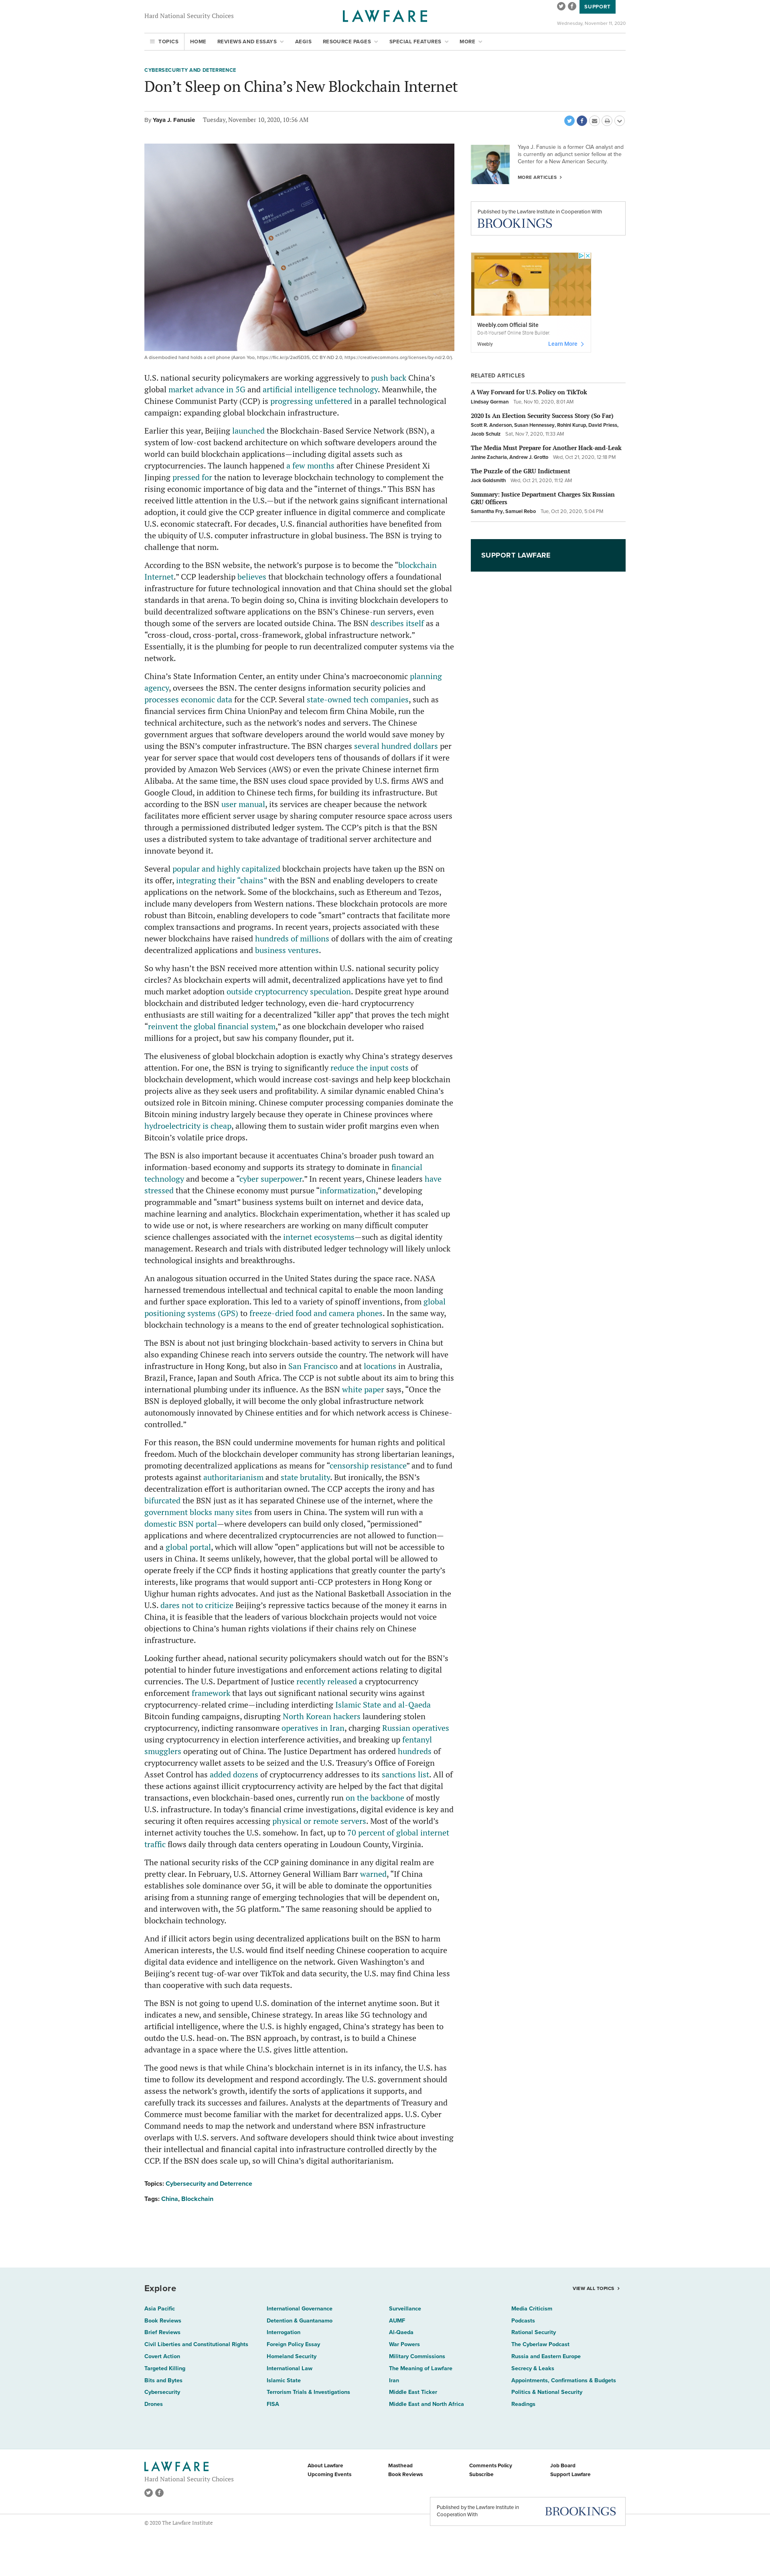 Hard National Security Choices
LAWFARE
SUPPORT
Wednesday, November 11, 2020
TOPICS
HOME
REVIEWS AND ESSAYS
AEGIS
RESOURCE PAGES
SPECIAL FEATURES
MORE
CYBERSECURITY AND DETERRENCE
Don’t Sleep on China’s New Blockchain Internet
By Yaya J. Fanusie Tuesday, November 10, 2020, 10:56 AM
A disembodied hand holds a cell phone (Aaron Yoo, https://flic.kr/p/2adND35; CC BY-ND 2.0, https://creativecommons.org/licenses/by-nd/2.0/).
U.S. national security policymakers are working aggressively to push back China’s
global market advance in 5G and artificial intelligence technology. Meanwhile, the
Chinese Communist Party (CCP) is progressing unfettered in a parallel technological
campaign: expanding global blockchain infrastructure.
Earlier this year, Beijing launched the Blockchain-Based Service Network (BSN), a
system of low-cost backend architecture on which software developers around the
world can build digital assets applications—including assets such as
cryptocurrencies. The launch happened a few months after Chinese President Xi
Jinping pressed for the nation to leverage blockchain technology to complement the
rising economic importance of big data and the “internet of things.” This BSN has
received little attention in the U.S.—but if the network gains significant international
adoption, it could give the CCP greater influence in digital commerce and complicate
U.S. economic statecraft. For decades, U.S. financial authorities have benefited from
the ubiquity of U.S. computer infrastructure in global business. The BSN is trying to
challenge that norm.
According to the BSN website, the network’s purpose is to become the “blockchain
Internet.” CCP leadership believes that blockchain technology offers a foundational
infrastructure for future technological innovation and that China should set the global
standards in that arena. To begin doing so, China is inviting blockchain developers to
build decentralized software applications on the BSN’s Chinese-run servers, even
though some of the servers are located outside China. The BSN describes itself as a
“cross-cloud, cross-portal, cross-framework, global infrastructure network.”
Essentially, it is the plumbing for people to run decentralized computer systems via the
network.
China’s State Information Center, an entity under China’s macroeconomic planning
agency, oversees the BSN. The center designs information security policies and
processes economic data for the CCP. Several state-owned tech companies, such as
financial services firm China UnionPay and telecom firm China Mobile, run the
technical architecture, such as the network’s nodes and servers. The Chinese
government argues that software developers around the world would save money by
using the BSN’s computer infrastructure. The BSN charges several hundred dollars per
year for server space that would cost developers tens of thousands of dollars if it were
provided by Amazon Web Services (AWS) or even the private Chinese internet firm
Alibaba. At the same time, the BSN uses cloud space provided by U.S. firms AWS and
Google Cloud, in addition to Chinese tech firms, for building its infrastructure. But
according to the BSN user manual, its services are cheaper because the network
facilitates more efficient server usage by sharing computer resource space across users
through a permissioned distributed ledger system. The CCP’s pitch is that the BSN
uses a distributed system to take advantage of traditional server architecture and
innovate beyond it.
Several popular and highly capitalized blockchain projects have taken up the BSN on
its offer, integrating their “chains” with the BSN and enabling developers to create
applications on the network. Some of the blockchains, such as Ethereum and Tezos,
include many developers from Western nations. These blockchain protocols are more
robust than Bitcoin, enabling developers to code “smart” contracts that facilitate more
complex transactions and programs. In recent years, projects associated with these
newer blockchains have raised hundreds of millions of dollars with the aim of creating
decentralized applications and business ventures.
So why hasn’t the BSN received more attention within U.S. national security policy
circles? As blockchain experts will admit, decentralized applications have yet to find
much market adoption outside cryptocurrency speculation. Despite great hype around
blockchain and distributed ledger technology, even die-hard cryptocurrency
enthusiasts are still waiting for a decentralized “killer app” that proves the tech might
“reinvent the global financial system,” as one blockchain developer who raised
millions for a project, but saw his company flounder, put it.
The elusiveness of global blockchain adoption is exactly why China’s strategy deserves
attention. For one, the BSN is trying to significantly reduce the input costs of
blockchain development, which would increase cost-savings and help keep blockchain
projects alive as they seek users and profitability. A similar dynamic enabled China’s
outsized role in Bitcoin mining. Chinese computer processing companies dominate the
Bitcoin mining industry largely because they operate in Chinese provinces where
hydroelectricity is cheap, allowing them to sustain wider profit margins even when
Bitcoin’s volatile price drops.
The BSN is also important because it accentuates China’s broader push toward an
information-based economy and supports its strategy to dominate in financial
technology and become a “cyber superpower.” In recent years, Chinese leaders have
stressed that the Chinese economy must pursue “informatization,” developing
programmable and “smart” business systems built on internet and device data,
machine learning and analytics. Blockchain experimentation, whether it has scaled up
to wide use or not, is where researchers are working on many difficult computer
science challenges associated with the internet ecosystems—such as digital identity
management. Research and trials with distributed ledger technology will likely unlock
technological insights and breakthroughs.
An analogous situation occurred in the United States during the space race. NASA
harnessed tremendous intellectual and technical capital to enable the moon landing
and further space exploration. This led to a variety of spinoff inventions, from global
positioning systems (GPS) to freeze-dried food and camera phones. In the same way,
blockchain technology is a means to the end of greater technological sophistication.
The BSN is about not just bringing blockchain-based activity to servers in China but
also expanding Chinese reach into servers outside the country. The network will have
infrastructure in Hong Kong, but also in San Francisco and at locations in Australia,
Brazil, France, Japan and South Africa. The CCP is not subtle about its aim to bring this
international plumbing under its influence. As the BSN white paper says, “Once the
BSN is deployed globally, it will become the only global infrastructure network
autonomously innovated by Chinese entities and for which network access is Chinese-
controlled.”
For this reason, the BSN could undermine movements for human rights and political
freedom. Much of the blockchain developer community has strong libertarian leanings,
promoting decentralized applications as means for “censorship resistance” and to fund
protests against authoritarianism and state brutality. But ironically, the BSN’s
decentralization effort is authoritarian owned. The CCP accepts the irony and has
bifurcated the BSN just as it has separated Chinese use of the internet, where the
government blocks many sites from users in China. The system will run with a
domestic BSN portal—where developers can build only closed, “permissioned”
applications and where decentralized cryptocurrencies are not allowed to function—
and a global portal, which will allow “open” applications but will not be accessible to
users in China. It seems unlikely, however, that the global portal will be allowed to
operate freely if the CCP finds it hosting applications that greatly counter the party’s
interests, like programs that would support anti-CCP protesters in Hong Kong or
Uighur human rights advocates. And just as the National Basketball Association in the
U.S. dares not to criticize Beijing’s repressive tactics because of the money it earns in
China, it is feasible that the leaders of various blockchain projects would not voice
objections to China’s human rights violations if their chains rely on Chinese
infrastructure.
Looking further ahead, national security policymakers should watch out for the BSN’s
potential to hinder future investigations and enforcement actions relating to digital
currencies. The U.S. Department of Justice recently released a cryptocurrency
enforcement framework that lays out significant national security wins against
cryptocurrency-related crime—including interdicting Islamic State and al-Qaeda
Bitcoin funding campaigns, disrupting North Korean hackers laundering stolen
cryptocurrency, indicting ransomware operatives in Iran, charging Russian operatives
using cryptocurrency in election interference activities, and breaking up fentanyl
smugglers operating out of China. The Justice Department has ordered hundreds of
cryptocurrency wallet assets to be seized and the U.S. Treasury’s Office of Foreign
Asset Control has added dozens of cryptocurrency addresses to its sanctions list. All of
these actions against illicit cryptocurrency activity are helped by the fact that digital
transactions, even blockchain-based ones, currently run on the backbone of mostly
U.S. infrastructure. In today’s financial crime investigations, digital evidence is key and
securing it often requires accessing physical or remote servers. Most of the world’s
internet activity touches the U.S. somehow. In fact, up to 70 percent of global internet
traffic flows daily through data centers operating in Loudoun County, Virginia.
The national security risks of the CCP gaining dominance in any digital realm are
pretty clear. In February, U.S. Attorney General William Barr warned, “If China
establishes sole dominance over 5G, it will be able to dominate the opportunities
arising from a stunning range of emerging technologies that will be dependent on,
and interwoven with, the 5G platform.” The same reasoning should be applied to
blockchain technology.
And if illicit actors begin using decentralized applications built on the BSN to harm
American interests, the U.S. would find itself needing Chinese cooperation to acquire
digital data evidence and intelligence on the network. Given Washington’s and
Beijing’s recent tug-of-war over TikTok and data security, the U.S. may find China less
than cooperative with such data requests.
The BSN is not going to upend U.S. domination of the internet anytime soon. But it
indicates a new, and sensible, Chinese strategy. In areas like 5G technology and
artificial intelligence, where the U.S. is highly engaged, China’s strategy has been to
outdo the U.S. head-on. The BSN approach, by contrast, is to build a Chinese
advantage in a space where the U.S. gives little attention.
The good news is that while China’s blockchain internet is in its infancy, the U.S. has
time to follow its development and respond accordingly. The U.S. government should
assess the network’s growth, identify the sorts of applications it supports, and
carefully track its successes and failures. Analysts at the departments of Treasury and
Commerce must become familiar with the market for decentralized apps. U.S. Cyber
Command needs to map the network and understand where BSN infrastructure
overlaps with U.S. servers. And software developers should think twice about investing
their intellectual and financial capital into infrastructure controlled directly by the
CCP. If the BSN does scale up, so will China’s digital authoritarianism.
Topics: Cybersecurity and Deterrence
Tags: China, Blockchain
Yaya J. Fanusie is a former CIA analyst and
is currently an adjunct senior fellow at the
Center for a New American Security.
MORE ARTICLES
Published by the Lawfare Institute in Cooperation With
BROOKINGS
Weebly.com Official Site
Do-It-Yourself Online Store Builder.
Weebly
Learn More
RELATED ARTICLES
A Way Forward for U.S. Policy on TikTok
Lindsay Gorman Tue, Nov 10, 2020, 8:01 AM
2020 Is An Election Security Success Story (So Far)
Scott R. Anderson, Susan Hennessey, Rohini Kurup, David Priess,
Jacob Schulz Sat, Nov 7, 2020, 11:33 AM
The Media Must Prepare for Another Hack-and-Leak
Janine Zacharia, Andrew J. Grotto Wed, Oct 21, 2020, 12:18 PM
The Puzzle of the GRU Indictment
Jack Goldsmith Wed, Oct 21, 2020, 11:12 AM
Summary: Justice Department Charges Six Russian
GRU Officers
Samantha Fry, Samuel Rebo Tue, Oct 20, 2020, 5:04 PM
SUPPORT LAWFARE
Explore
VIEW ALL TOPICS
Asia Pacific
Book Reviews
Brief Reviews
Civil Liberties and Constitutional Rights
Covert Action
Targeted Killing
Bits and Bytes
Cybersecurity
Drones
International Governance
Detention & Guantanamo
Interrogation
Foreign Policy Essay
Homeland Security
International Law
Islamic State
Terrorism Trials & Investigations
FISA
Surveillance
AUMF
Al-Qaeda
War Powers
Military Commissions
The Meaning of Lawfare
Iran
Middle East Ticker
Middle East and North Africa
Media Criticism
Podcasts
Rational Security
The Cyberlaw Podcast
Russia and Eastern Europe
Secrecy & Leaks
Appointments, Confirmations & Budgets
Politics & National Security
Readings
LAWFARE
Hard National Security Choices
About Lawfare
Upcoming Events
Masthead
Book Reviews
Comments Policy
Subscribe
Job Board
Support Lawfare
Published by the Lawfare Institute in
Cooperation With
BROOKINGS
© 2020 The Lawfare Institute